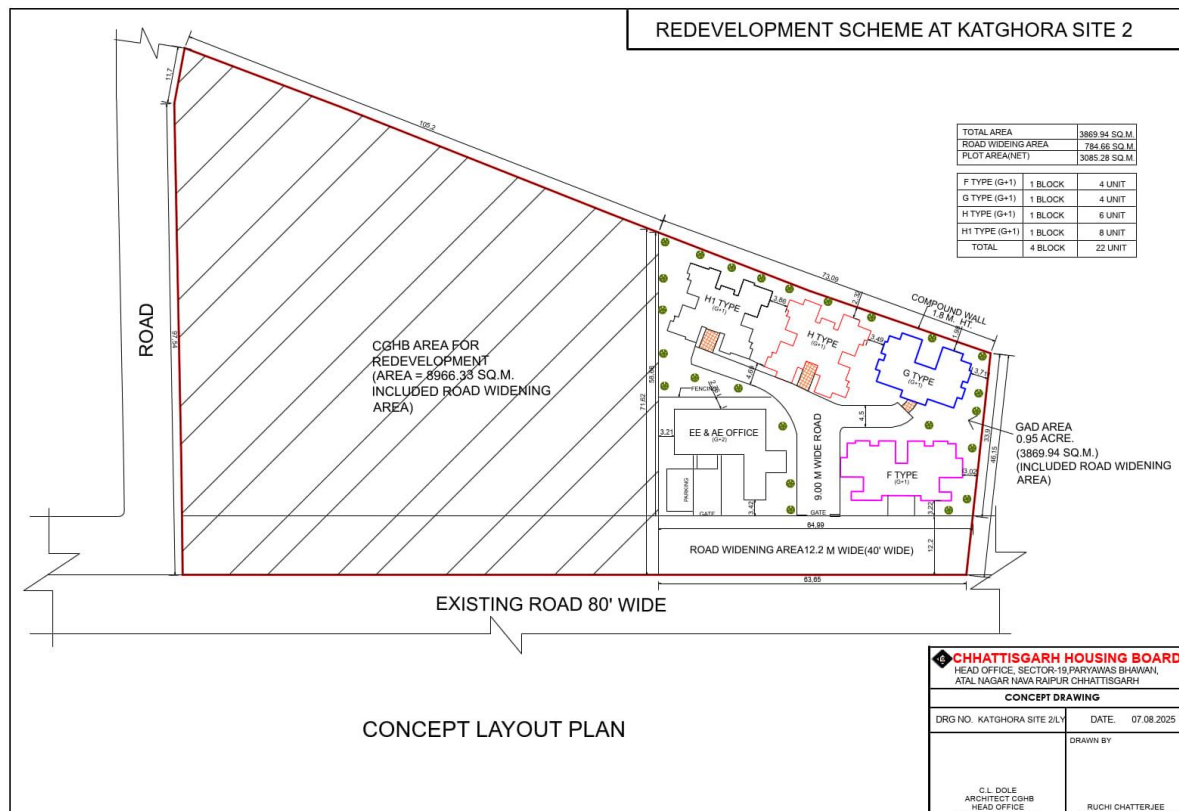 REDEVELOPMENT SCHEME AT KATGHORA SITE 2
TOTAL AREA 3869.94 SQ.M.
ROAD WIDEING AREA 784.66 SQ.M.
PLOT AREA(NET) 3085.28 SQ.M.
F TYPE (G+1) 1 BLOCK 4 UNIT
G TYPE (G+1) 1 BLOCK 4 UNIT
H TYPE (G+1) 1 BLOCK 6 UNIT
H1 TYPE (G+1) 1 BLOCK 8 UNIT
TOTAL 4 BLOCK 22 UNIT
11,7
105,2
73,09
COMPOUND WALL
1.8 M. HT.
ROAD
97,54
CGHB AREA FOR
REDEVELOPMENT
(AREA = 8966.33 SQ.M.
INCLUDED ROAD WIDENING
AREA)
71,62
H1 TYPE
(G+1)
3,88
H TYPE
(G+1)
3,49
G TYPE
(G+1)
3,71
FENCING
4,5
EE & AE OFFICE
(G+2)
3,21
PARKING
GATE
3,42
9.00 M WIDE ROAD
GATE
F TYPE
(G+1)
3,02
3,22
33,9
46,15
GAD AREA
0.95 ACRE.
(3869.94 SQ.M.)
(INCLUDED ROAD WIDENING
AREA)
64,99
ROAD WIDENING AREA12.2 M WIDE(40' WIDE)
12,2
63,65
EXISTING ROAD 80' WIDE
CONCEPT LAYOUT PLAN
CHHATTISGARH HOUSING BOARD
HEAD OFFICE, SECTOR-19,PARYAWAS BHAWAN,
ATAL NAGAR NAVA RAIPUR CHHATTISGARH
CONCEPT DRAWING
DRG NO. KATGHORA SITE 2/LY DATE. 07.08.2025
DRAWN BY
C.L. DOLE
ARCHITECT CGHB
HEAD OFFICE
RUCHI CHATTERJEE